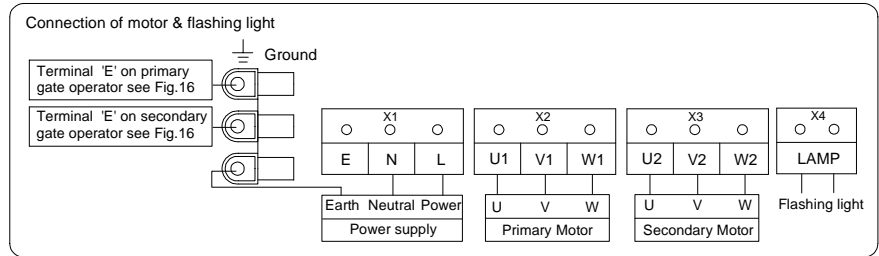 Connection of motor & flashing light
Ground
Terminal 'E' on primary
gate operator see Fig.16
Terminal 'E' on secondary
gate operator see Fig.16
X1 X2 X3 X4
E N L U1 V1 W1 U2 V2 W2 LAMP
Earth Neutral Power U V W U V W Flashing light
Power supply Primary Motor Secondary Motor